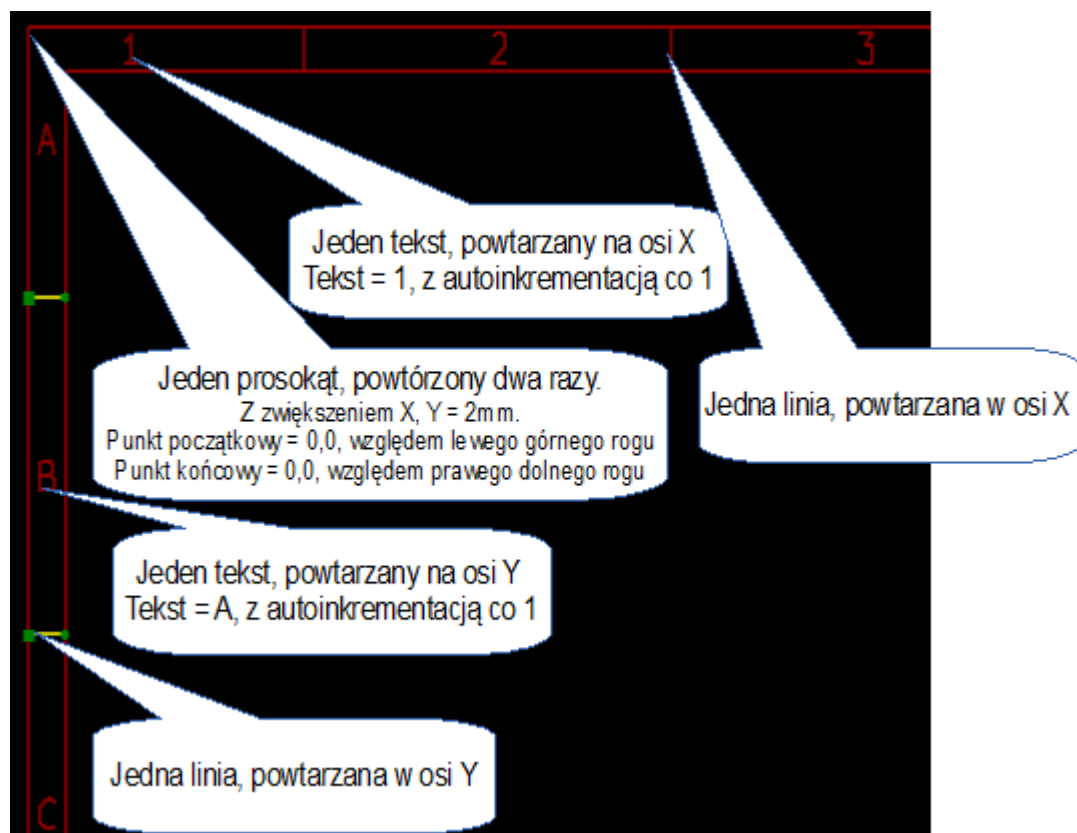 1 2 3
A
Jeden tekst, powtarzany na osi X
Tekst = 1, z autoinkrementacją co 1
Jeden prosokąt, powtórzony dwa razy.
Z zwiększeniem X, Y = 2mm.
Punkt początkowy = 0,0, względem lewego górnego rogu
Punkt końcowy = 0,0, względem prawego dolnego rogu
Jedna linia, powtarzana w osi X
B
Jeden tekst, powtarzany na osi Y
Tekst = A, z autoinkrementacją co 1
Jedna linia, powtarzana w osi Y
C